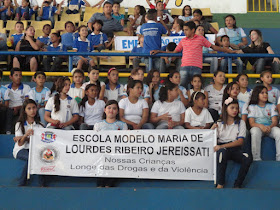 ESCOLA MODELO MARIA DE
LOURDES RIBEIRO JEREISSATI
Nossas Crianças
Longe das Drogas e da Violência